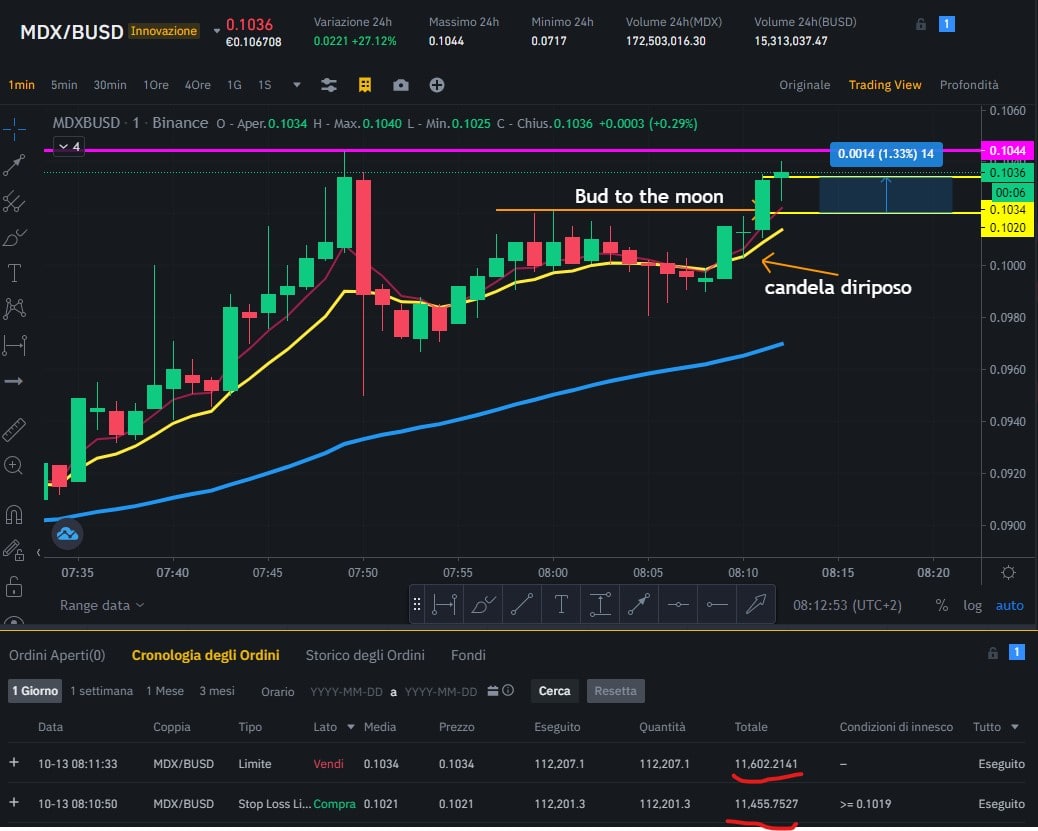 MDX/BUSD Innovazione 0.1036 Variazione 24h Massimo 24h Minimo 24h Volume 24h(MDX) Volume 24h(BUSD) 1
€0.106708 0.0221 +27.12% 0.1044 0.0717 172,503,016.30 15,313,037.47
1min 5min 30min 1Ore 4Ore 1G 1S Originale Trading View Profondità
MDXBUSD · 1 · Binance O - Aper.0.1034 H - Max.0.1040 L - Min.0.1025 C - Chius.0.1036 +0.0003 (+0.29%)
4
0.1060
0.0014 (1.33%) 14
0.1044
0.1036
00:06
Bud to the moon
0.1034
0.1020
0.1000
candela diriposo
0.0980
0.0960
0.0940
0.0920
0.0900
07:35 07:40 07:45 07:50 07:55 08:00 08:05 08:10 08:15 08:20
Range data 08:12:53 (UTC+2) % log auto
Ordini Aperti(0) Cronologia degli Ordini Storico degli Ordini Fondi 1
1 Giorno 1 settimana 1 Mese 3 mesi Orario YYYY-MM-DD a YYYY-MM-DD Cerca Resetta
Data Coppia Tipo Lato Media Prezzo Eseguito Quantità Totale Condizioni di innesco Tutto
+ 10-13 08:11:33 MDX/BUSD Limite Vendi 0.1034 0.1034 112,207.1 112,207.1 11,602.2141 – Eseguito
+ 10-13 08:10:50 MDX/BUSD Stop Loss Li... Compra 0.1021 0.1021 112,201.3 112,201.3 11,455.7527 >= 0.1019 Eseguito